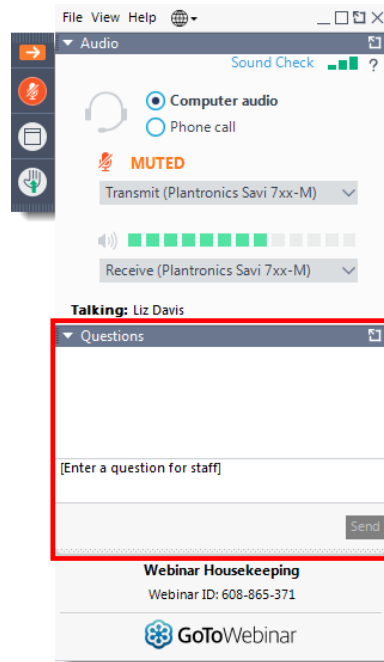 File View Help
Audio
Sound Check ?
Computer audio
Phone call
MUTED
Transmit (Plantronics Savi 7xx-M)
Receive (Plantronics Savi 7xx-M)
Talking: Liz Davis
Questions
[Enter a question for staff]
Send
Webinar Housekeeping
Webinar ID: 608-865-371
GoToWebinar